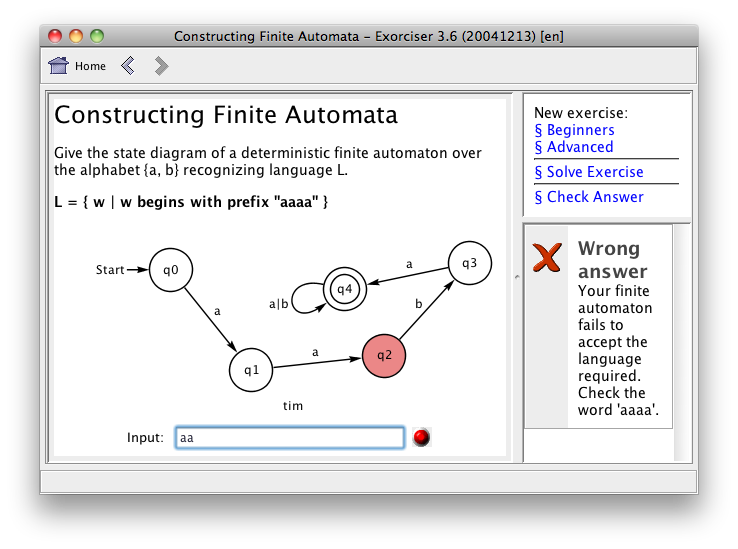 Constructing Finite Automata – Exorciser 3.6 (20041213) [en]
Home
Constructing Finite Automata
Give the state diagram of a deterministic finite automaton over
the alphabet {a, b} recognizing language L.
L = { w | w begins with prefix "aaaa" }
Start
q0
a
q1
a
q2
b
q3
a
q4
a|b
tim
Input:
aa
New exercise:
§ Beginners
§ Advanced
§ Solve Exercise
§ Check Answer
Wrong
answer
Your finite
automaton
fails to
accept the
language
required.
Check the
word 'aaaa'.